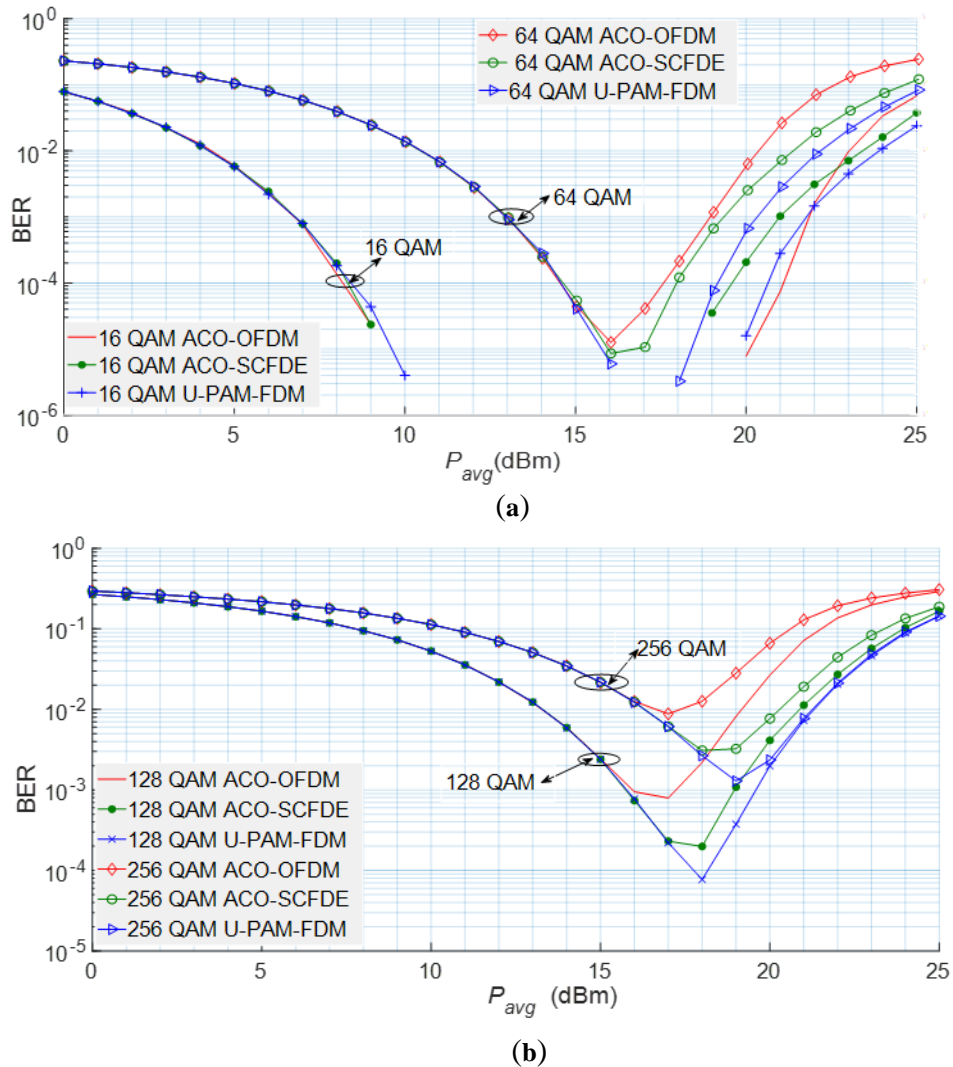 10^0
10^-2
10^-4
10^-6
BER
64 QAM ACO-OFDM
64 QAM ACO-SCFDE
64 QAM U-PAM-FDM
64 QAM
16 QAM
16 QAM ACO-OFDM
16 QAM ACO-SCFDE
16 QAM U-PAM-FDM
0 5 10 15 20 25
P_avg(dBm)
(a)
10^0
10^-1
10^-2
10^-3
10^-4
10^-5
BER
256 QAM
128 QAM
128 QAM ACO-OFDM
128 QAM ACO-SCFDE
128 QAM U-PAM-FDM
256 QAM ACO-OFDM
256 QAM ACO-SCFDE
256 QAM U-PAM-FDM
0 5 10 15 20 25
P_avg (dBm)
(b)